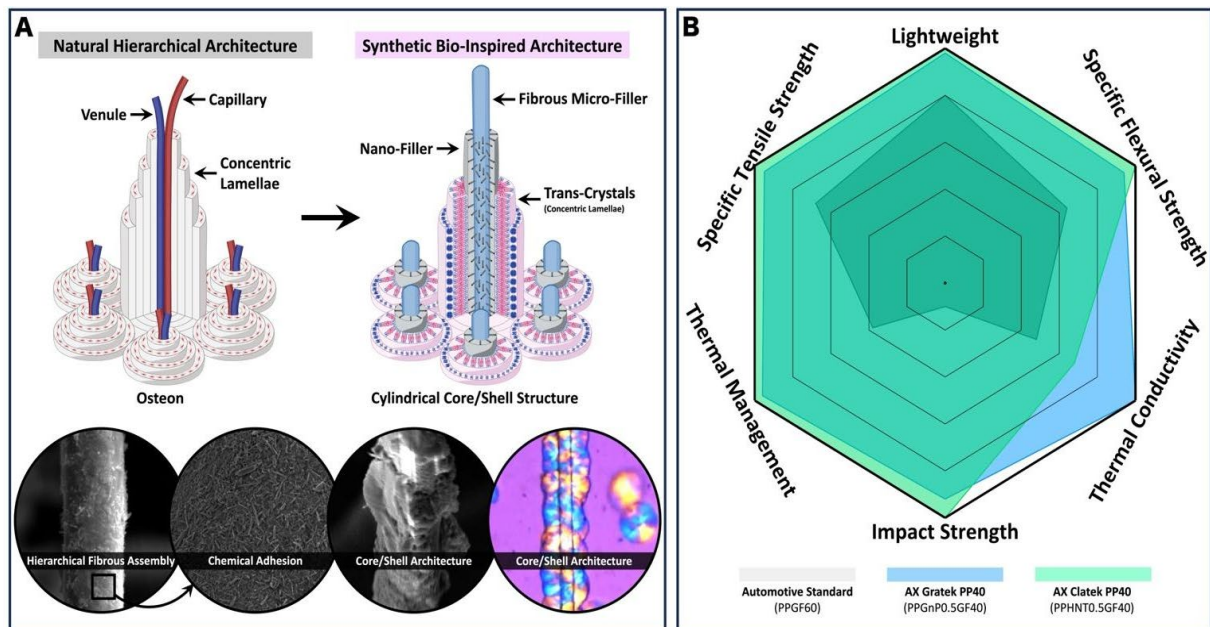 A
Natural Hierarchical Architecture
Synthetic Bio-Inspired Architecture
Venule
Capillary
Concentric
Lamellae
Fibrous Micro-Filler
Nano-Filler
Trans-Crystals
(Concentric Lamellae)
Osteon
Cylindrical Core/Shell Structure
Hierarchical Fibrous Assembly
Chemical Adhesion
Core/Shell Architecture
Core/Shell Architecture
B
Lightweight
Specific Tensile Strength
Specific Flexural Strength
Thermal Management
Thermal Conductivity
Impact Strength
Automotive Standard
(PPGF60)
AX Gratek PP40
(PPGnP0.5GF40)
AX Clatek PP40
(PPHNT0.5GF40)